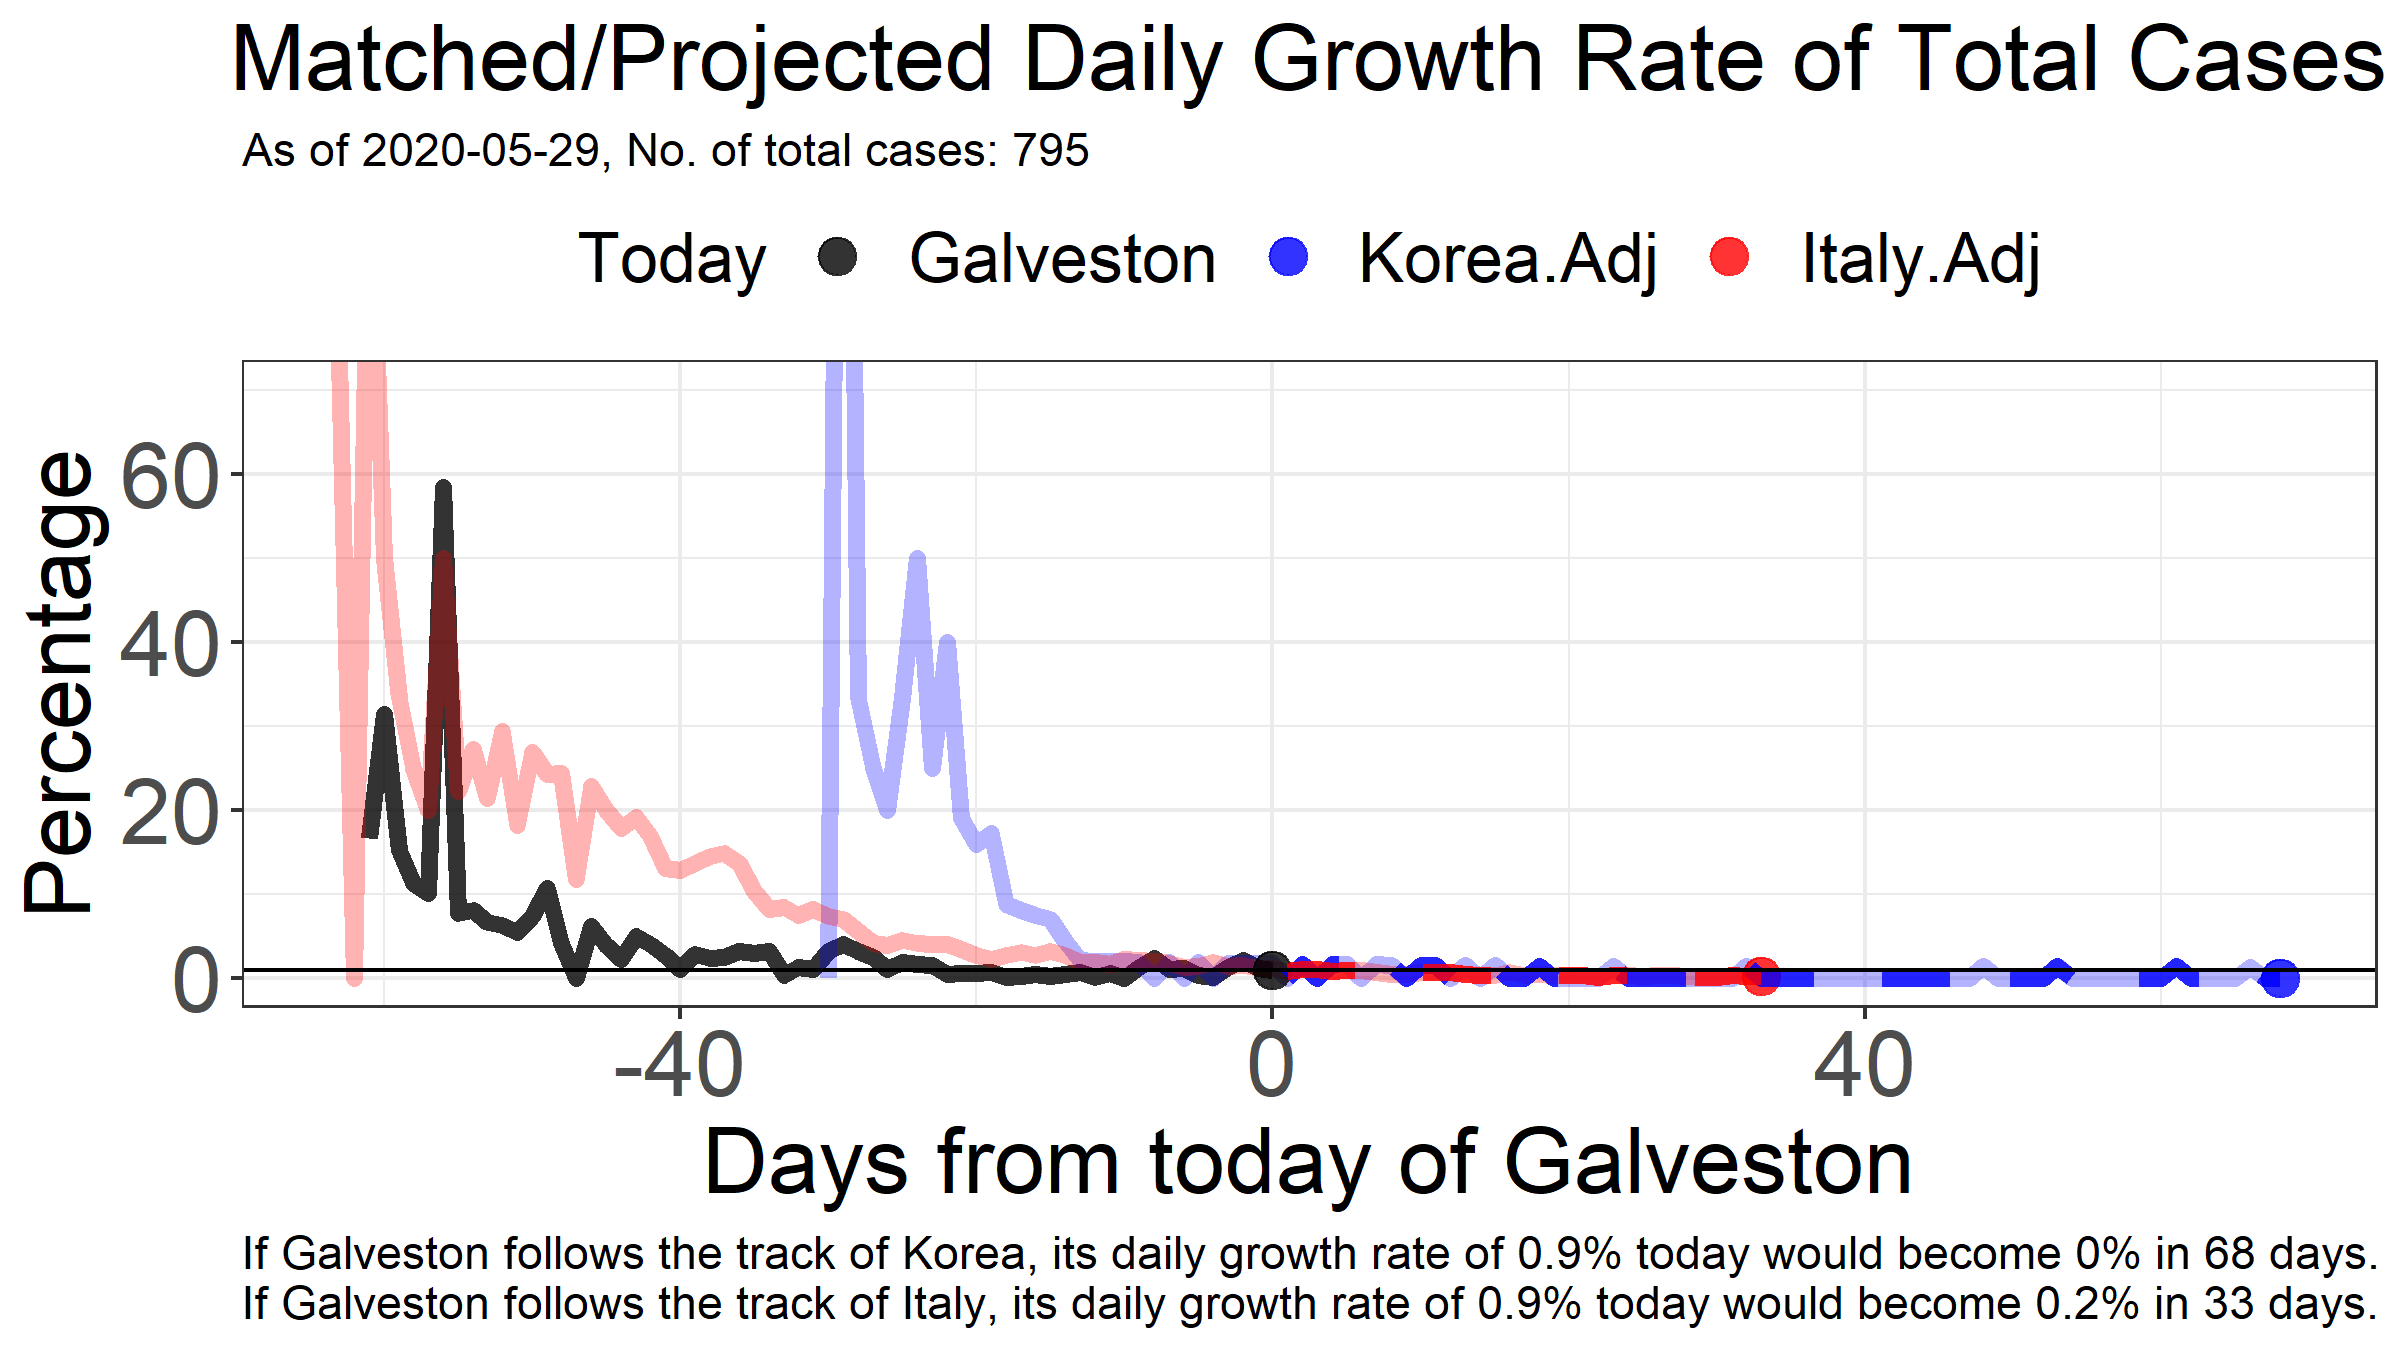 Matched/Projected Daily Growth Rate of Total Cases
As of 2020-05-29, No. of total cases: 795
Today Galveston Korea.Adj Italy.Adj
Percentage
60
40
20
0
-40 0 40
Days from today of Galveston
If Galveston follows the track of Korea, its daily growth rate of 0.9% today would become 0% in 68 days.
If Galveston follows the track of Italy, its daily growth rate of 0.9% today would become 0.2% in 33 days.